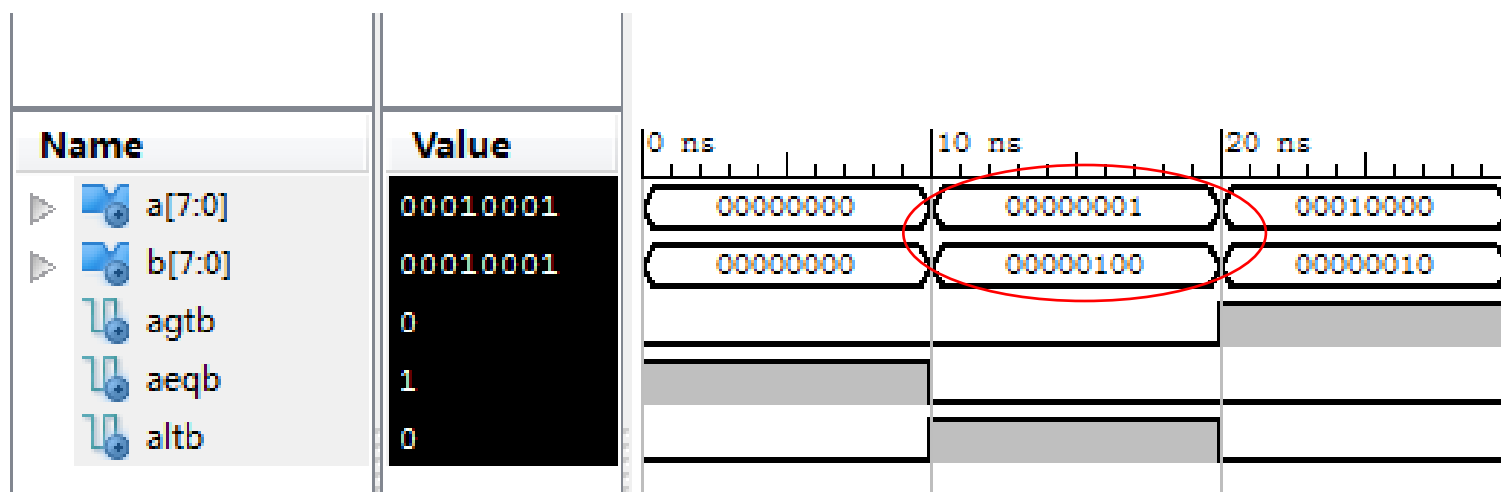 Name Value 0 ns 10 ns 20 ns
a[7:0] 00010001 00000000 00000001 00010000
b[7:0] 00010001 00000000 00000100 00000010
agtb 0
aeqb 1
altb 0